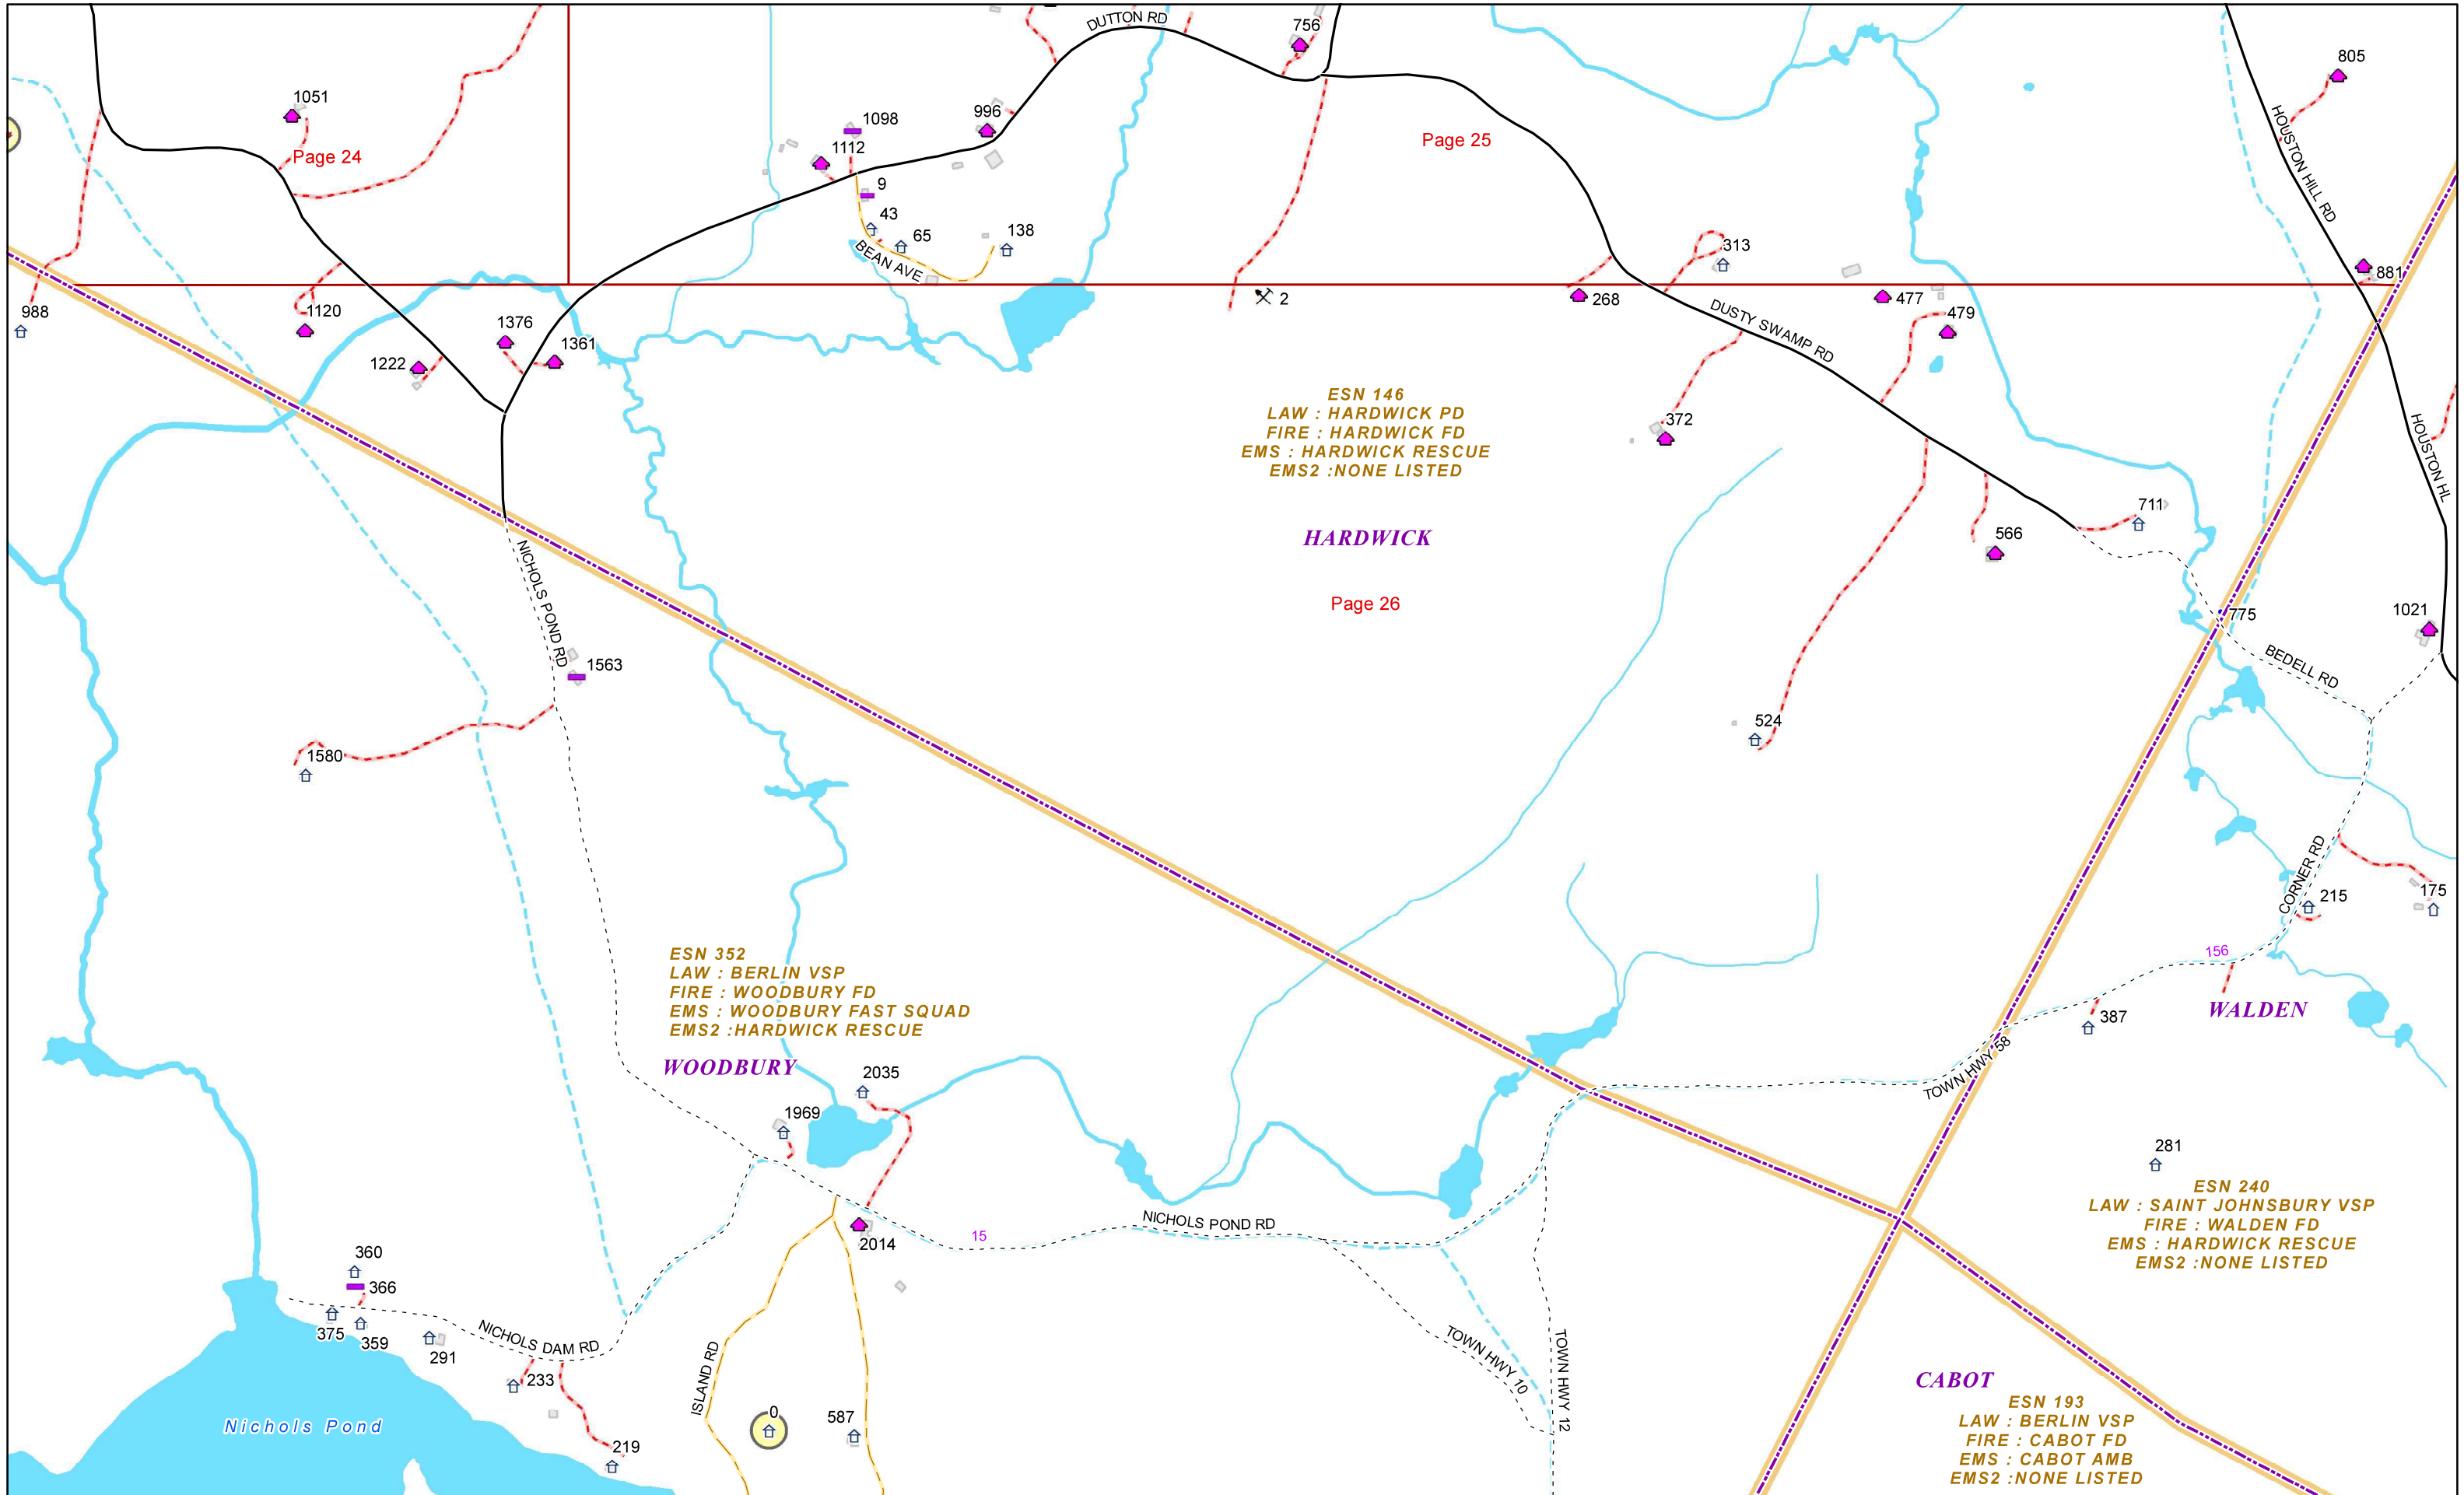 DUTTON RD
756
805
1051
1098
996
HOUSTON HILL RD
Page 24
1112
Page 25
9
43
65
138
BEAN AVE
313
881
988
1120
2
268
477
479
1376
1361
DUSTY SWAMP RD
1222
ESN 146
LAW : HARDWICK PD
FIRE : HARDWICK FD
EMS : HARDWICK RESCUE
EMS2 :NONE LISTED
372
HOUSTON HL
711
566
HARDWICK
NICHOLS POND RD
Page 26
775
1021
1563
BEDELL RD
524
1580
CORNER RD
175
215
156
ESN 352
LAW : BERLIN VSP
FIRE : WOODBURY FD
EMS : WOODBURY FAST SQUAD
EMS2 :HARDWICK RESCUE
WALDEN
387
WOODBURY
TOWN HWY 58
2035
1969
281
ESN 240
LAW : SAINT JOHNSBURY VSP
FIRE : WALDEN FD
EMS : HARDWICK RESCUE
EMS2 :NONE LISTED
NICHOLS POND RD
15
2014
360
366
375
359
291
NICHOLS DAM RD
233
ISLAND RD
TOWN HWY 10
TOWN HWY 12
CABOT
ESN 193
LAW : BERLIN VSP
FIRE : CABOT FD
EMS : CABOT AMB
EMS2 :NONE LISTED
0
587
Nichols Pond
219